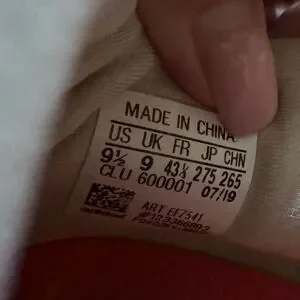 MADE IN CHINA
US UK FR JP CHN
9½ 9 43⅓ 275 265
CLU 600001 07/19
ART EF7541